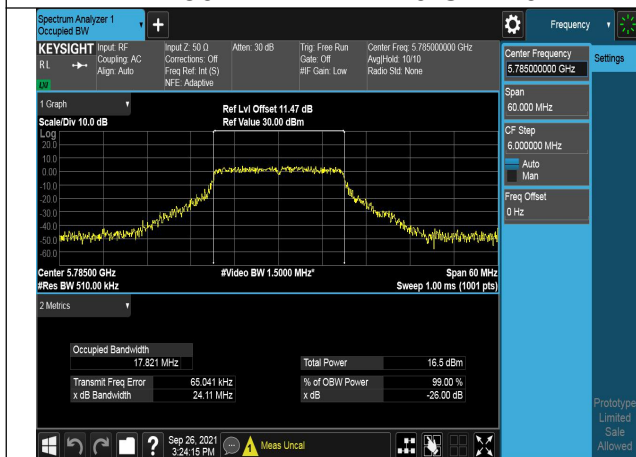 Spectrum Analyzer 1
Occupied BW
Frequency
KEYSIGHT
Input: RF
Coupling: AC
Align: Auto
Input Z: 50 Ω
Corrections: Off
Freq Ref: Int (S)
NFE: Adaptive
Atten: 30 dB
Trig: Free Run
Gate: Off
#IF Gain: Low
Center Freq: 5.785000000 GHz
Avg|Hold: 10/10
Radio Std: None
RL
LXI
Center Frequency
5.785000000 GHz
Settings
Span
60.000 MHz
CF Step
6.000000 MHz
Auto
Man
Freq Offset
0 Hz
1 Graph
Scale/Div 10.0 dB
Ref Lvl Offset 11.47 dB
Ref Value 30.00 dBm
Log
20.0
10.0
0.00
-10.0
-20.0
-30.0
-40.0
-50.0
-60.0
Center 5.78500 GHz
#Video BW 1.5000 MHz*
Span 60 MHz
#Res BW 510.00 kHz
Sweep 1.00 ms (1001 pts)
2 Metrics
Occupied Bandwidth
17.821 MHz
Total Power 16.5 dBm
Transmit Freq Error 65.041 kHz
% of OBW Power 99.00 %
x dB Bandwidth 24.11 MHz
x dB -26.00 dB
Prototype
Limited
Sale
Allowed
?
Sep 26, 2021
3:24:15 PM
Meas Uncal